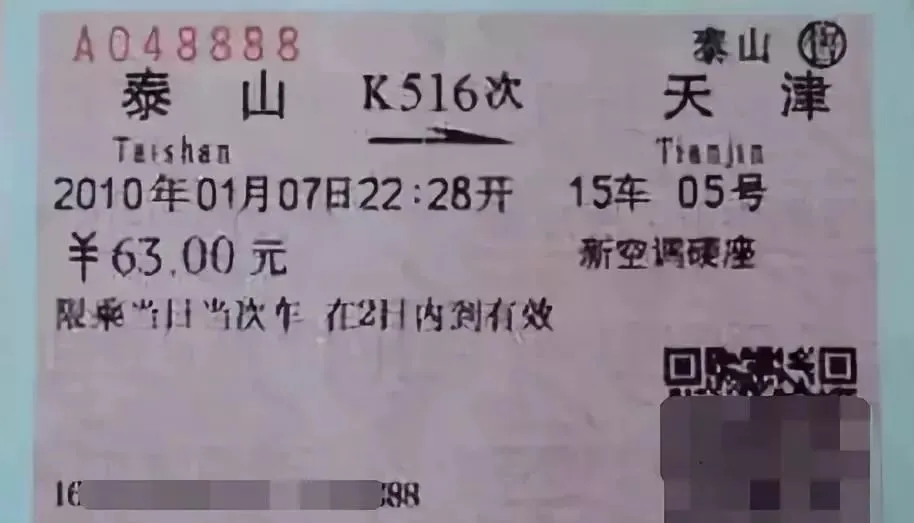 A048888 泰山 售
泰山 K516次 天津
Taishan Tianjin
2010年01月07日22:28开 15车 05号
¥63.00元 新空调硬座
限乘当日当次车 在2日内到有效
16 888